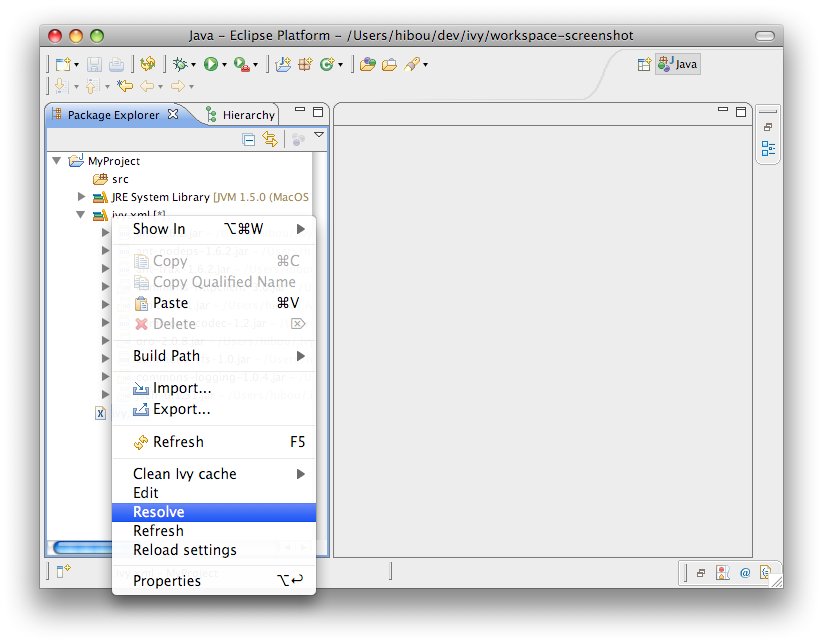 Java – Eclipse Platform – /Users/hibou/dev/ivy/workspace-screenshot
Java
Package Explorer
Hierarchy
MyProject
src
JRE System Library [JVM 1.5.0 (MacOS
ivy.xml [*]
Show In ⌥⌘W
Copy ⌘C
Copy Qualified Name
Paste ⌘V
Delete ⌦
Build Path
Import...
Export...
Refresh F5
Clean Ivy cache
Edit
Resolve
Refresh
Reload settings
Properties ⌥↩